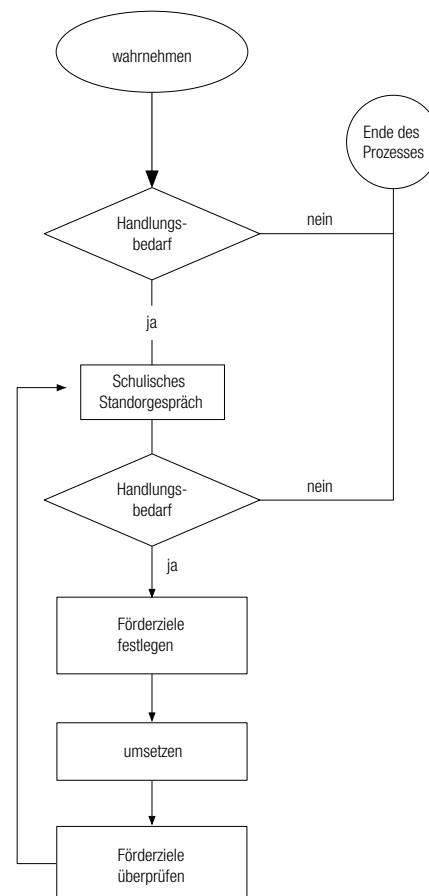 wahrnehmen
Ende des
Prozesses
Handlungs-
bedarf
nein
ja
Schulisches
Standorgespräch
Handlungs-
bedarf
nein
ja
Förderziele
festlegen
umsetzen
Förderziele
überprüfen